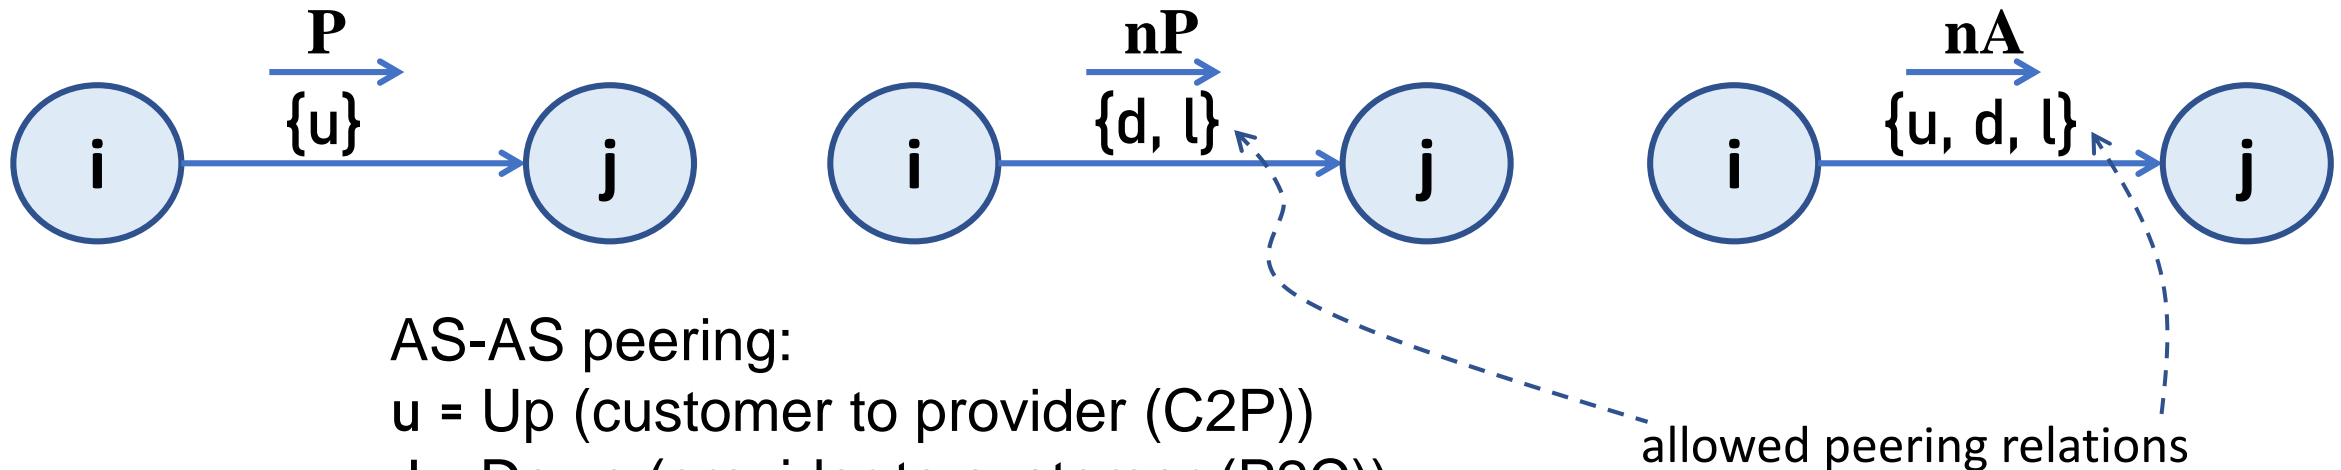 P nP nA
{u} {d, l} {u, d, l}
i j i j i j
AS-AS peering:
u = Up (customer to provider (C2P))
allowed peering relations